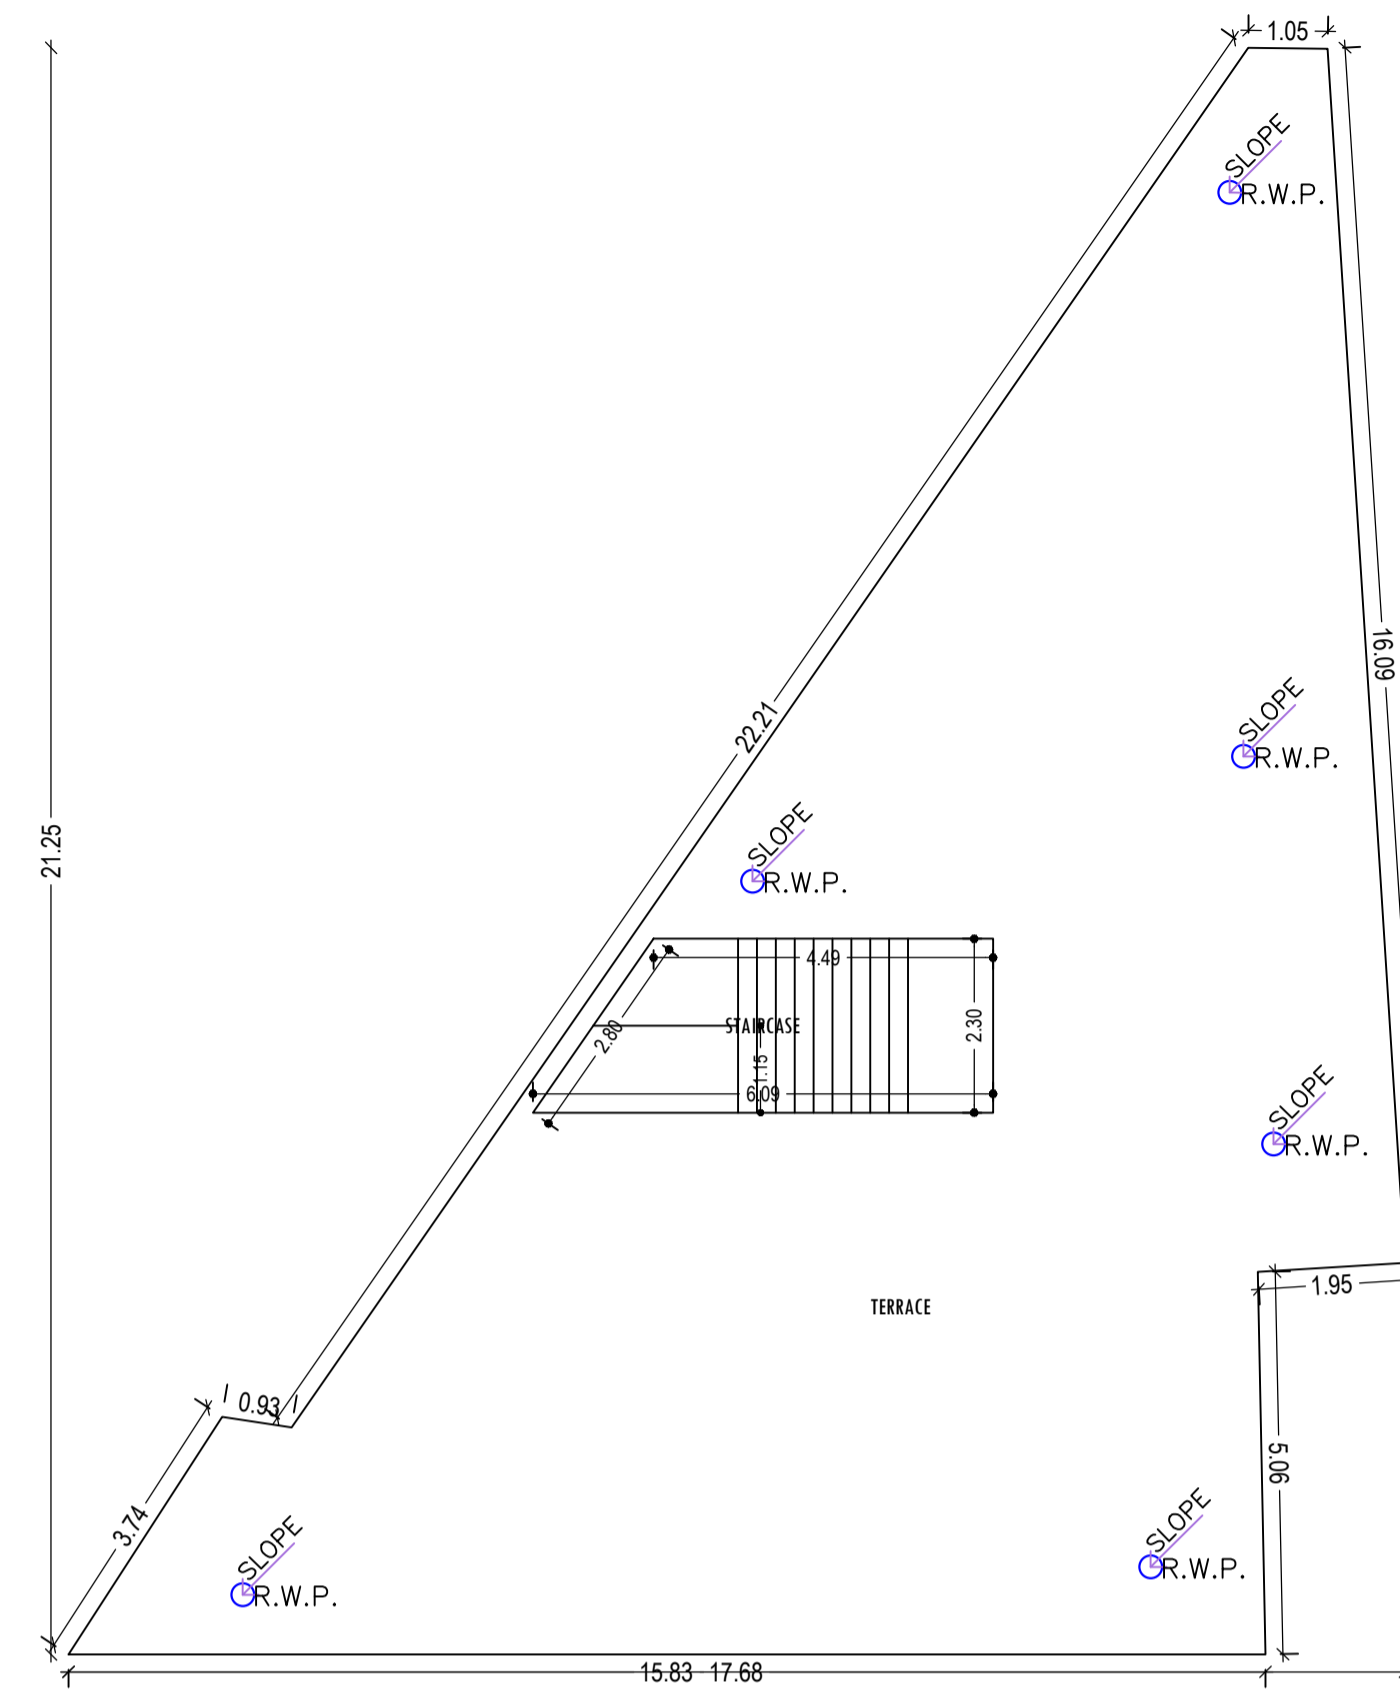 1.05
SLOPE
R.W.P.
16.09
SLOPE
R.W.P.
22.21
21.25
SLOPE
R.W.P.
4.49
2.80
STAIRCASE
2.30
1.15
6.09
SLOPE
R.W.P.
TERRACE
1.95
0.93
5.06
3.74
SLOPE
R.W.P.
SLOPE
R.W.P.
15.83 17.68